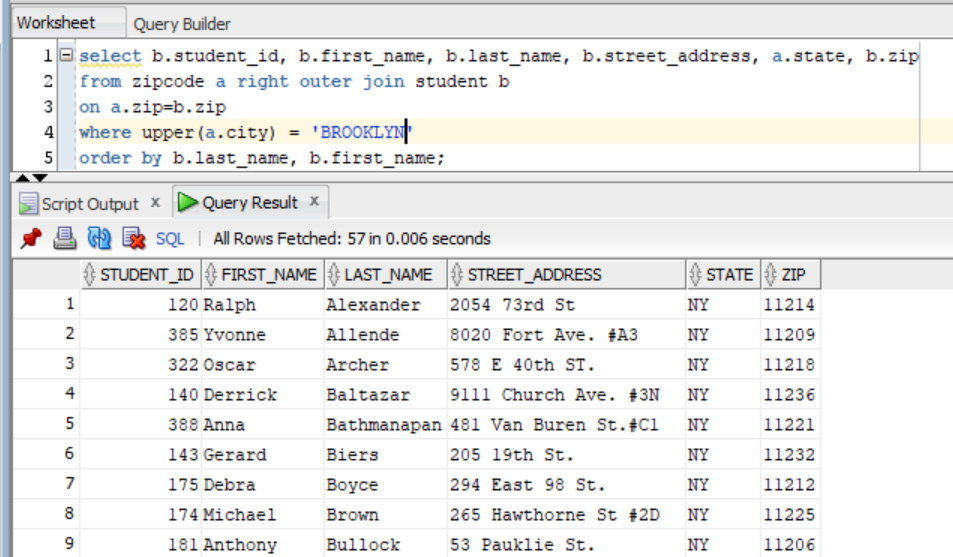 Worksheet Query Builder
1 select b.student_id, b.first_name, b.last_name, b.street_address, a.state, b.zip
2 from zipcode a right outer join student b
3 on a.zip=b.zip
4 where upper(a.city) = 'BROOKLYN'
5 order by b.last_name, b.first_name;
Script Output x Query Result x
SQL | All Rows Fetched: 57 in 0.006 seconds
STUDENT_ID FIRST_NAME LAST_NAME STREET_ADDRESS STATE ZIP
1 120 Ralph Alexander 2054 73rd St NY 11214
2 385 Yvonne Allende 8020 Fort Ave. #A3 NY 11209
3 322 Oscar Archer 578 E 40th ST. NY 11218
4 140 Derrick Baltazar 9111 Church Ave. #3N NY 11236
5 388 Anna Bathmanapan 481 Van Buren St.#C1 NY 11221
6 143 Gerard Biers 205 19th St. NY 11232
7 175 Debra Boyce 294 East 98 St. NY 11212
8 174 Michael Brown 265 Hawthorne St #2D NY 11225
9 181 Anthony Bullock 53 Pauklie St. NY 11206